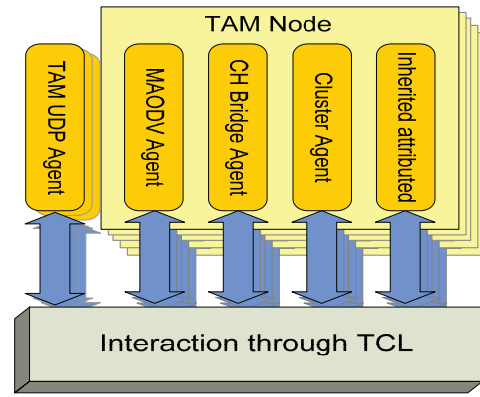 TAM Node
TAM UDP Agent
MAODV Agent
CH Bridge Agent
Cluster Agent
Inherited attributed
Interaction through TCL